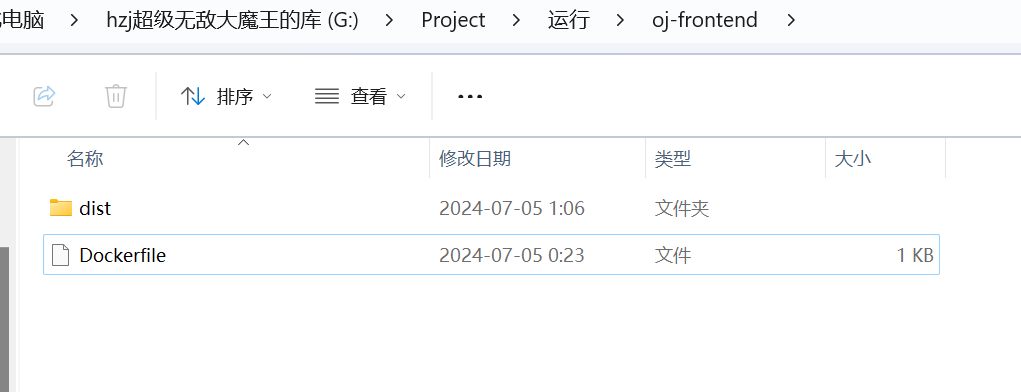 电脑 > hzj超级无敌大魔王的库 (G:) > Project > 运行 > oj-frontend >
排序 查看 ...
名称 修改日期 类型 大小
dist 2024-07-05 1:06 文件夹
Dockerfile 2024-07-05 0:23 文件 1 KB